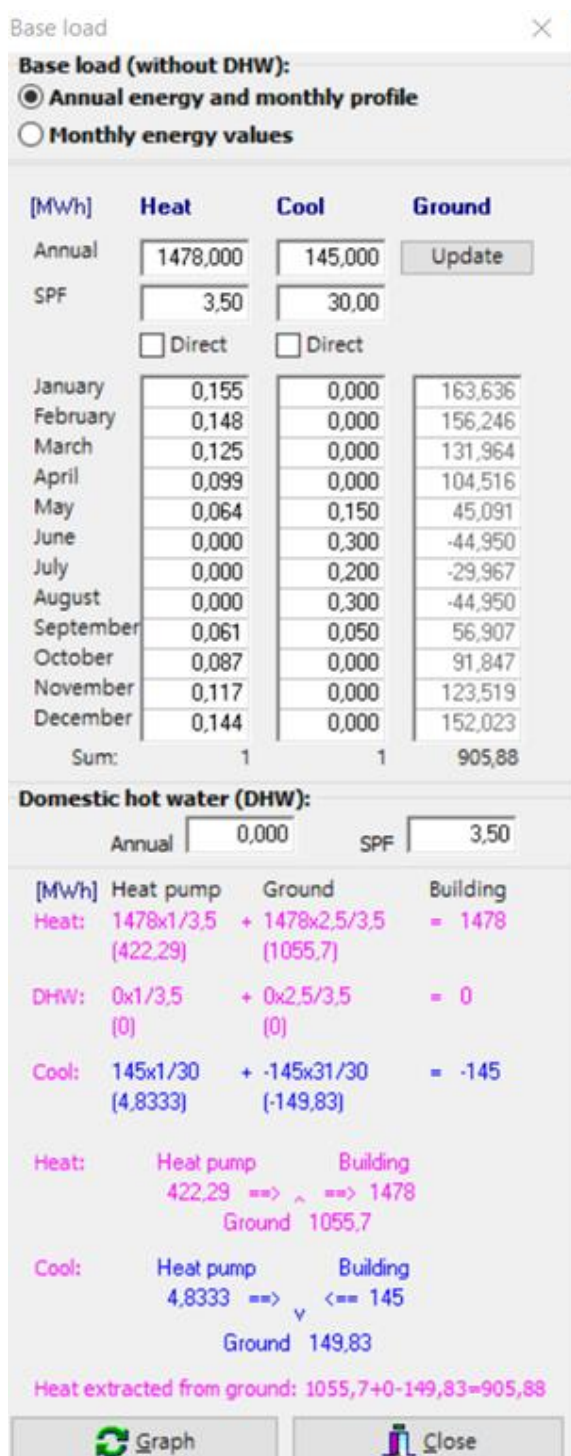 Base load
Base load (without DHW):
Annual energy and monthly profile
Monthly energy values
[MWh] Heat Cool Ground
Annual 1478,000 145,000 Update
SPF 3,50 30,00
Direct Direct
January 0,155 0,000 163,636
February 0,148 0,000 156,246
March 0,125 0,000 131,964
April 0,099 0,000 104,516
May 0,064 0,150 45,091
June 0,000 0,300 -44,950
July 0,000 0,200 -29,967
August 0,000 0,300 -44,950
September 0,061 0,050 56,907
October 0,087 0,000 91,847
November 0,117 0,000 123,519
December 0,144 0,000 152,023
Sum: 1 1 905,88
Domestic hot water (DHW):
Annual 0,000 SPF 3,50
[MWh] Heat pump Ground Building
Heat: 1478x1/3,5 + 1478x2,5/3,5 = 1478
(422,29) (1055,7)
DHW: 0x1/3,5 + 0x2,5/3,5 = 0
(0) (0)
Cool: 145x1/30 + -145x31/30 = -145
(4,8333) (-149,83)
Heat: Heat pump Building
422,29 ==> ^ ==> 1478
Ground 1055,7
Cool: Heat pump Building
4,8333 ==> v <== 145
Ground 149,83
Heat extracted from ground: 1055,7+0-149,83=905,88
Graph Close